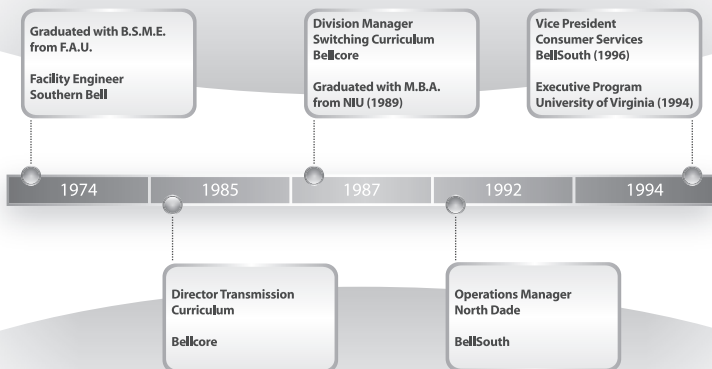 Graduated with B.S.M.E.
from F.A.U.
Facility Engineer
Southern Bell
Division Manager
Switching Curriculum
Bellcore
Graduated with M.B.A.
from NIU (1989)
Vice President
Consumer Services
BellSouth (1996)
Executive Program
University of Virginia (1994)
1974
1985
1987
1992
1994
Director Transmission
Curriculum
Bellcore
Operations Manager
North Dade
BellSouth